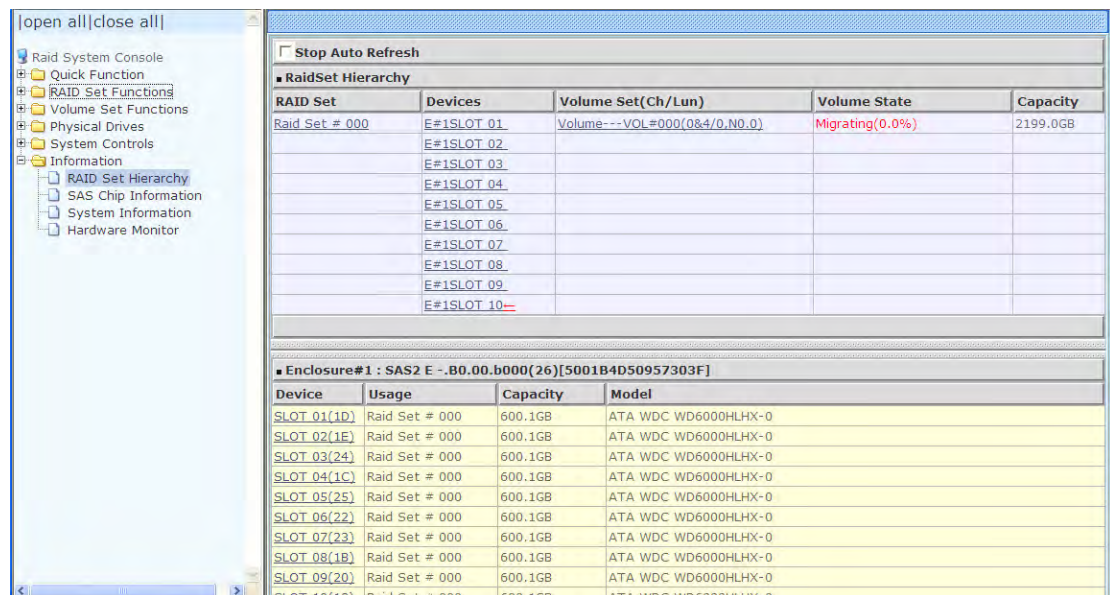 |open all|close all|
Raid System Console
Quick Function
RAID Set Functions
Volume Set Functions
Physical Drives
System Controls
Information
RAID Set Hierarchy
SAS Chip Information
System Information
Hardware Monitor
Stop Auto Refresh
RaidSet Hierarchy
RAID Set Devices Volume Set(Ch/Lun) Volume State Capacity
Raid Set # 000 E#1SLOT 01 Volume---VOL#000(0&4/0,N0.0) Migrating(0.0%) 2199.0GB
E#1SLOT 02
E#1SLOT 03
E#1SLOT 04
E#1SLOT 05
E#1SLOT 06
E#1SLOT 07
E#1SLOT 08
E#1SLOT 09
E#1SLOT 10←
Enclosure#1 : SAS2 E -.B0.00.b000(26)[5001B4D50957303F]
Device Usage Capacity Model
SLOT 01(1D) Raid Set # 000 600.1GB ATA WDC WD6000HLHX-0
SLOT 02(1E) Raid Set # 000 600.1GB ATA WDC WD6000HLHX-0
SLOT 03(24) Raid Set # 000 600.1GB ATA WDC WD6000HLHX-0
SLOT 04(1C) Raid Set # 000 600.1GB ATA WDC WD6000HLHX-0
SLOT 05(25) Raid Set # 000 600.1GB ATA WDC WD6000HLHX-0
SLOT 06(22) Raid Set # 000 600.1GB ATA WDC WD6000HLHX-0
SLOT 07(23) Raid Set # 000 600.1GB ATA WDC WD6000HLHX-0
SLOT 08(1B) Raid Set # 000 600.1GB ATA WDC WD6000HLHX-0
SLOT 09(20) Raid Set # 000 600.1GB ATA WDC WD6000HLHX-0